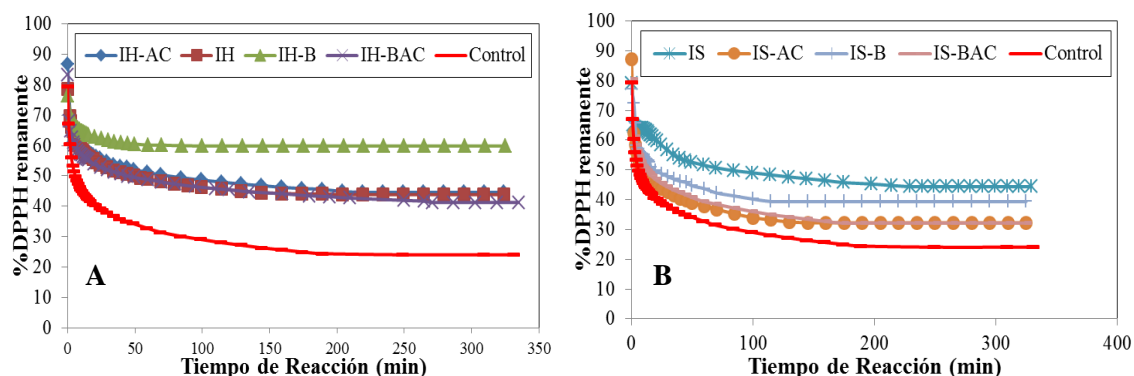 100
90
80
70
60
50
40
30
20
10
0
%DPPH remanente
IH-AC IH IH-B IH-BAC Control
A
0 50 100 150 200 250 300 350
Tiempo de Reacción (min)
100
90
80
70
60
50
40
30
20
10
0
%DPPH remanente
IS IS-AC IS-B IS-BAC Control
B
0 100 200 300 400
Tiempo de Reacción (min)